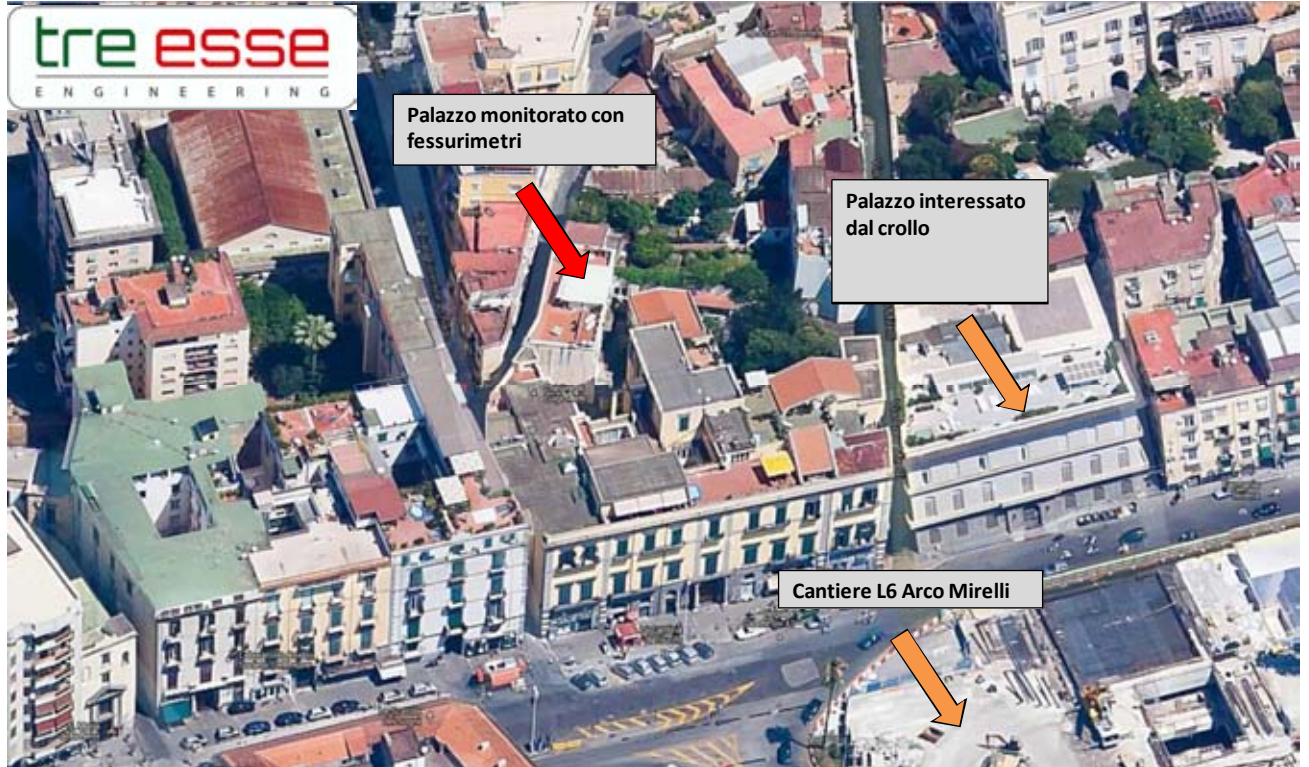 tre esse
ENGINEERING
Palazzo monitorato con
fessurimetri
Palazzo interessato
dal crollo
Cantiere L6 Arco Mirelli